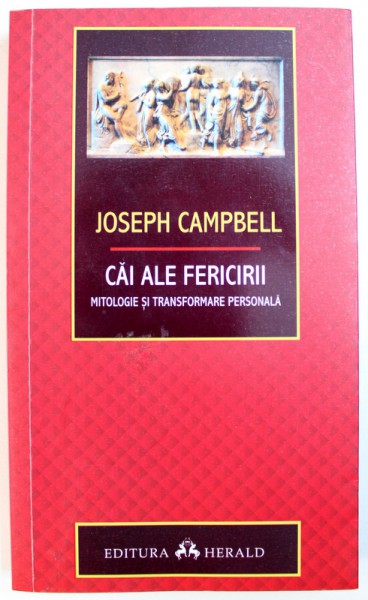 JOSEPH CAMPBELL
CĂI ALE FERICIRII
MITOLOGIE ȘI TRANSFORMARE PERSONALĂ
EDITURA HERALD